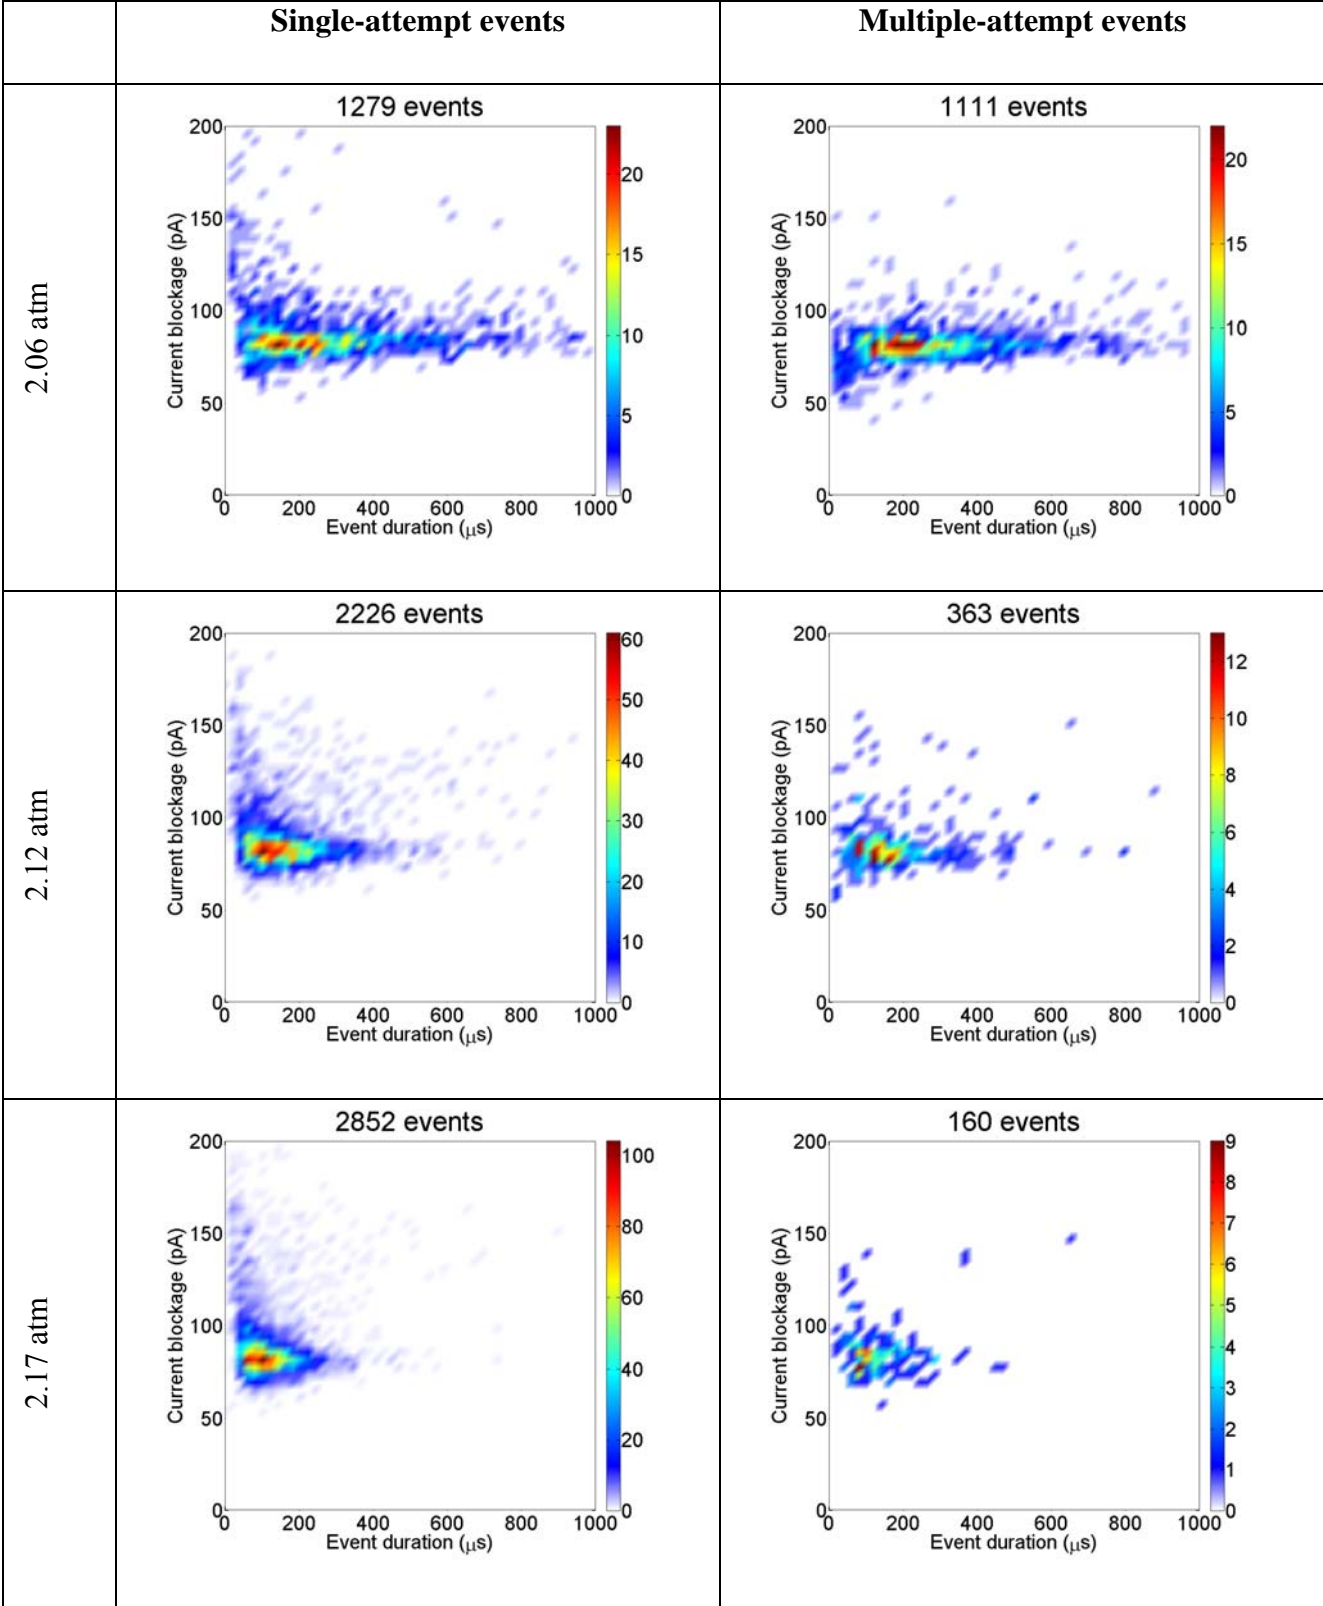 Single-attempt events
Multiple-attempt events
2.06 atm
1279 events
200
150
100
50
0
Current blockage (pA)
0 200 400 600 800 1000
Event duration (μs)
20
15
10
5
0
1111 events
200
150
100
50
0
Current blockage (pA)
0 200 400 600 800 1000
Event duration (μs)
20
15
10
5
0
2.12 atm
2226 events
200
150
100
50
0
Current blockage (pA)
0 200 400 600 800 1000
Event duration (μs)
60
50
40
30
20
10
0
363 events
200
150
100
50
0
Current blockage (pA)
0 200 400 600 800 1000
Event duration (μs)
12
10
8
6
4
2
0
2.17 atm
2852 events
200
150
100
50
0
Current blockage (pA)
0 200 400 600 800 1000
Event duration (μs)
100
80
60
40
20
0
160 events
200
150
100
50
0
Current blockage (pA)
0 200 400 600 800 1000
Event duration (μs)
9
8
7
6
5
4
3
2
1
0